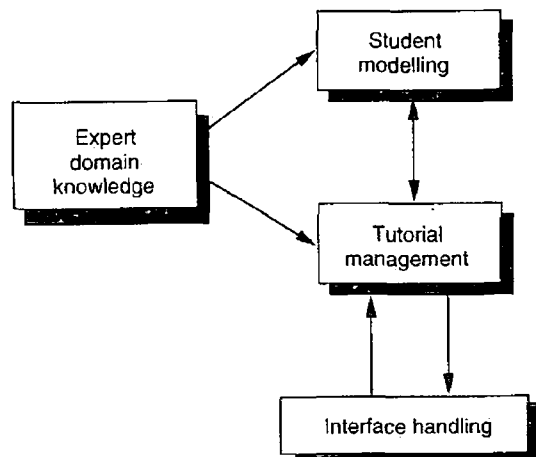 Student
modelling
Expert
domain
knowledge
Tutorial
management
Interface handling